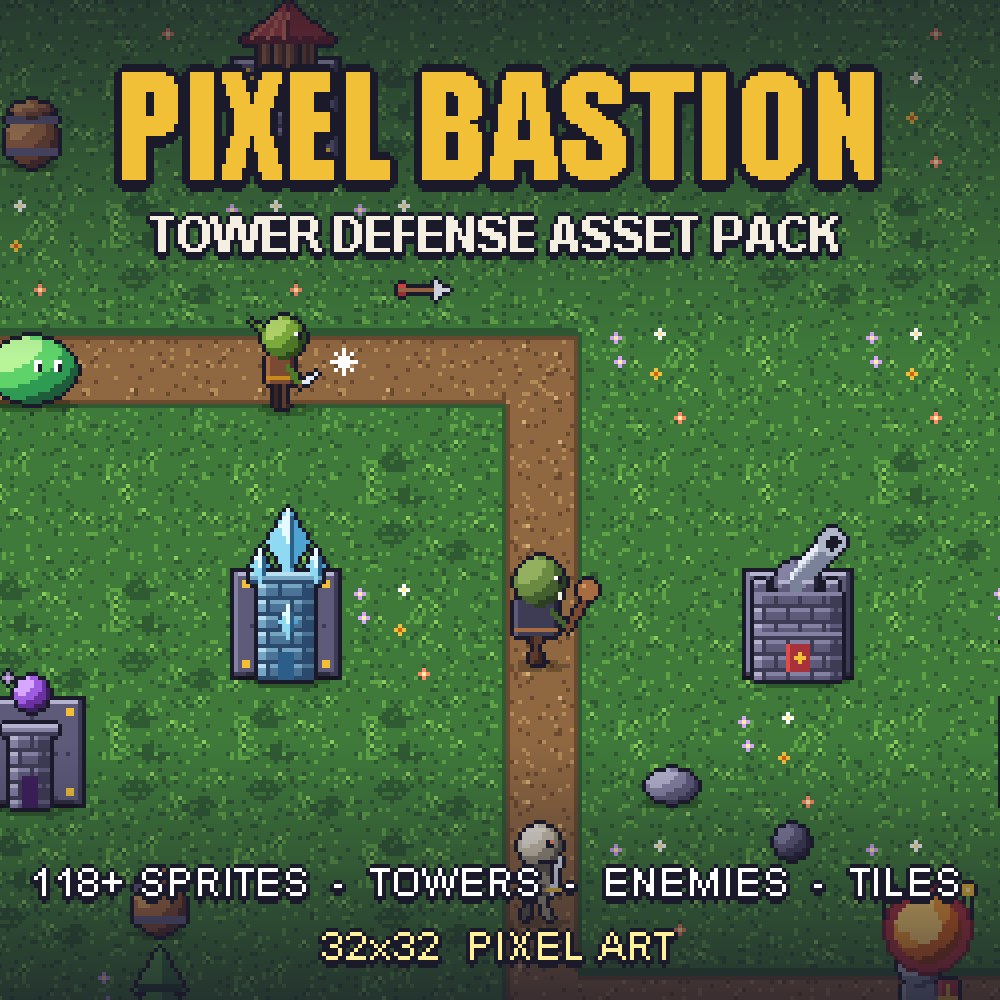 PIXEL BASTION
TOWER DEFENSE ASSET PACK
118+ SPRITES - TOWERS - ENEMIES - TILES
32x32 PIXEL ART